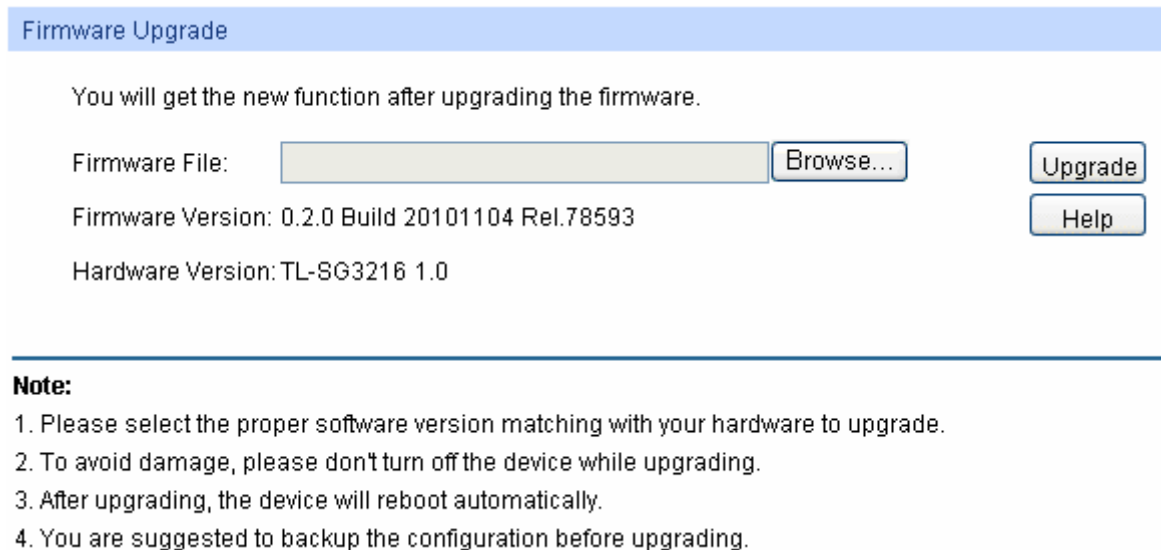 Firmware Upgrade
You will get the new function after upgrading the firmware.
Firmware File: Browse... Upgrade
Firmware Version: 0.2.0 Build 20101104 Rel.78593 Help
Hardware Version: TL-SG3216 1.0
Note:
1. Please select the proper software version matching with your hardware to upgrade.
2. To avoid damage, please don't turn off the device while upgrading.
3. After upgrading, the device will reboot automatically.
4. You are suggested to backup the configuration before upgrading.